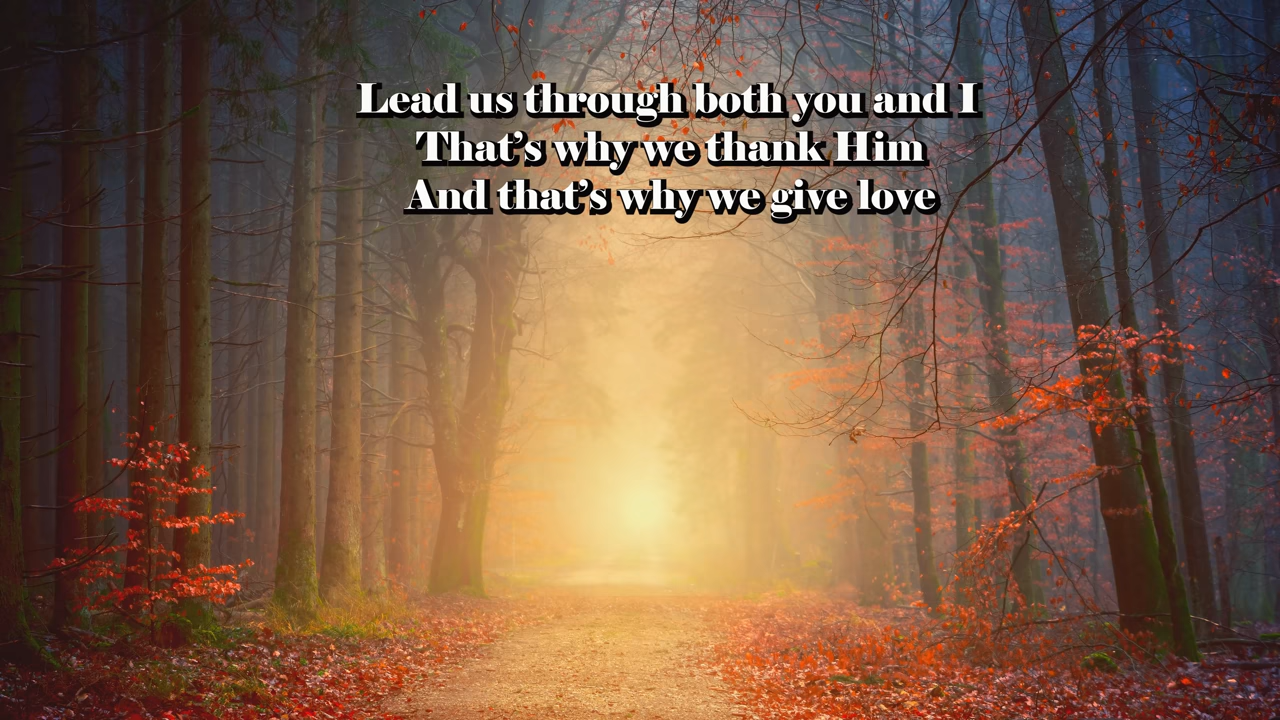 Lead us through both you and I
That’s why we thank Him
And that’s why we give love